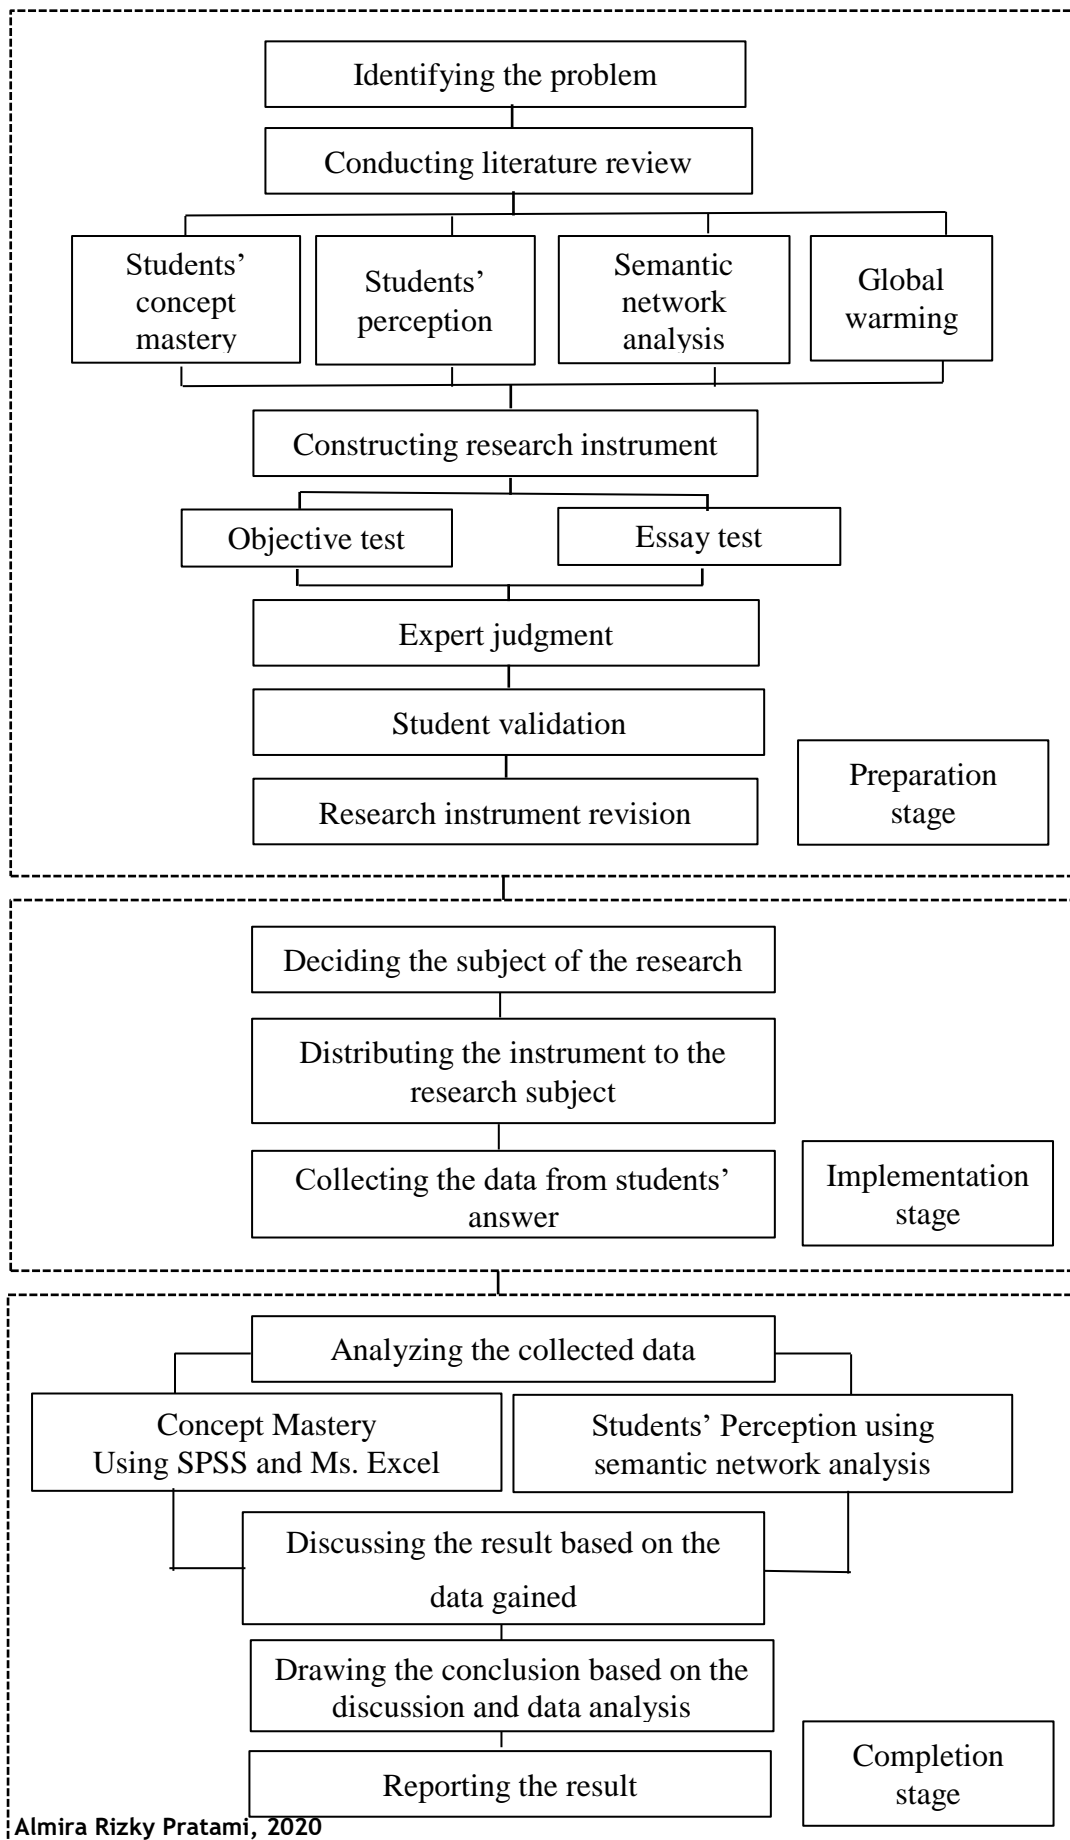 Identifying the problem
Conducting literature review
Students’
concept
mastery
Students’
perception
Semantic
network
analysis
Global
warming
Constructing research instrument
Objective test
Essay test
Expert judgment
Student validation
Research instrument revision
Preparation
stage
Deciding the subject of the research
Distributing the instrument to the
research subject
Collecting the data from students’
answer
Implementation
stage
Analyzing the collected data
Concept Mastery
Using SPSS and Ms. Excel
Students’ Perception using
semantic network analysis
Discussing the result based on the
data gained
Drawing the conclusion based on the
discussion and data analysis
Reporting the result
Completion
stage
Almira Rizky Pratami, 2020